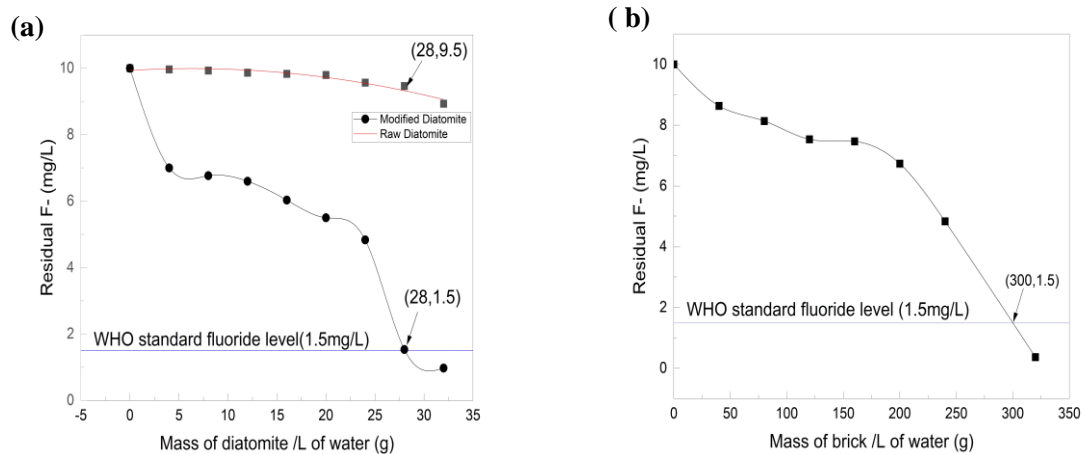 (a)
(28,9.5)
Modified Diatomite
Raw Diatomite
(28,1.5)
WHO standard fluoride level(1.5mg/L)
Residual F- (mg/L)
10
8
6
4
2
0
-5 0 5 10 15 20 25 30 35
Mass of diatomite /L of water (g)
( b)
(300,1.5)
WHO standard fluoride level (1.5mg/L)
Residual F- (mg/L)
10
8
6
4
2
0
0 50 100 150 200 250 300 350
Mass of brick /L of water (g)